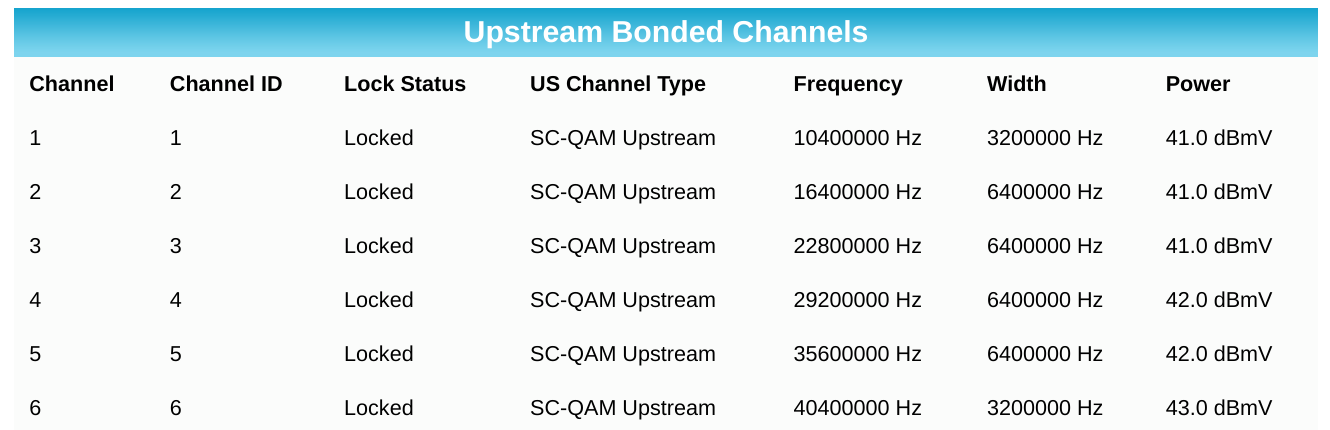 Upstream Bonded Channels
Channel Channel ID Lock Status US Channel Type Frequency Width Power
1 1 Locked SC-QAM Upstream 10400000 Hz 3200000 Hz 41.0 dBmV
2 2 Locked SC-QAM Upstream 16400000 Hz 6400000 Hz 41.0 dBmV
3 3 Locked SC-QAM Upstream 22800000 Hz 6400000 Hz 41.0 dBmV
4 4 Locked SC-QAM Upstream 29200000 Hz 6400000 Hz 42.0 dBmV
5 5 Locked SC-QAM Upstream 35600000 Hz 6400000 Hz 42.0 dBmV
6 6 Locked SC-QAM Upstream 40400000 Hz 3200000 Hz 43.0 dBmV